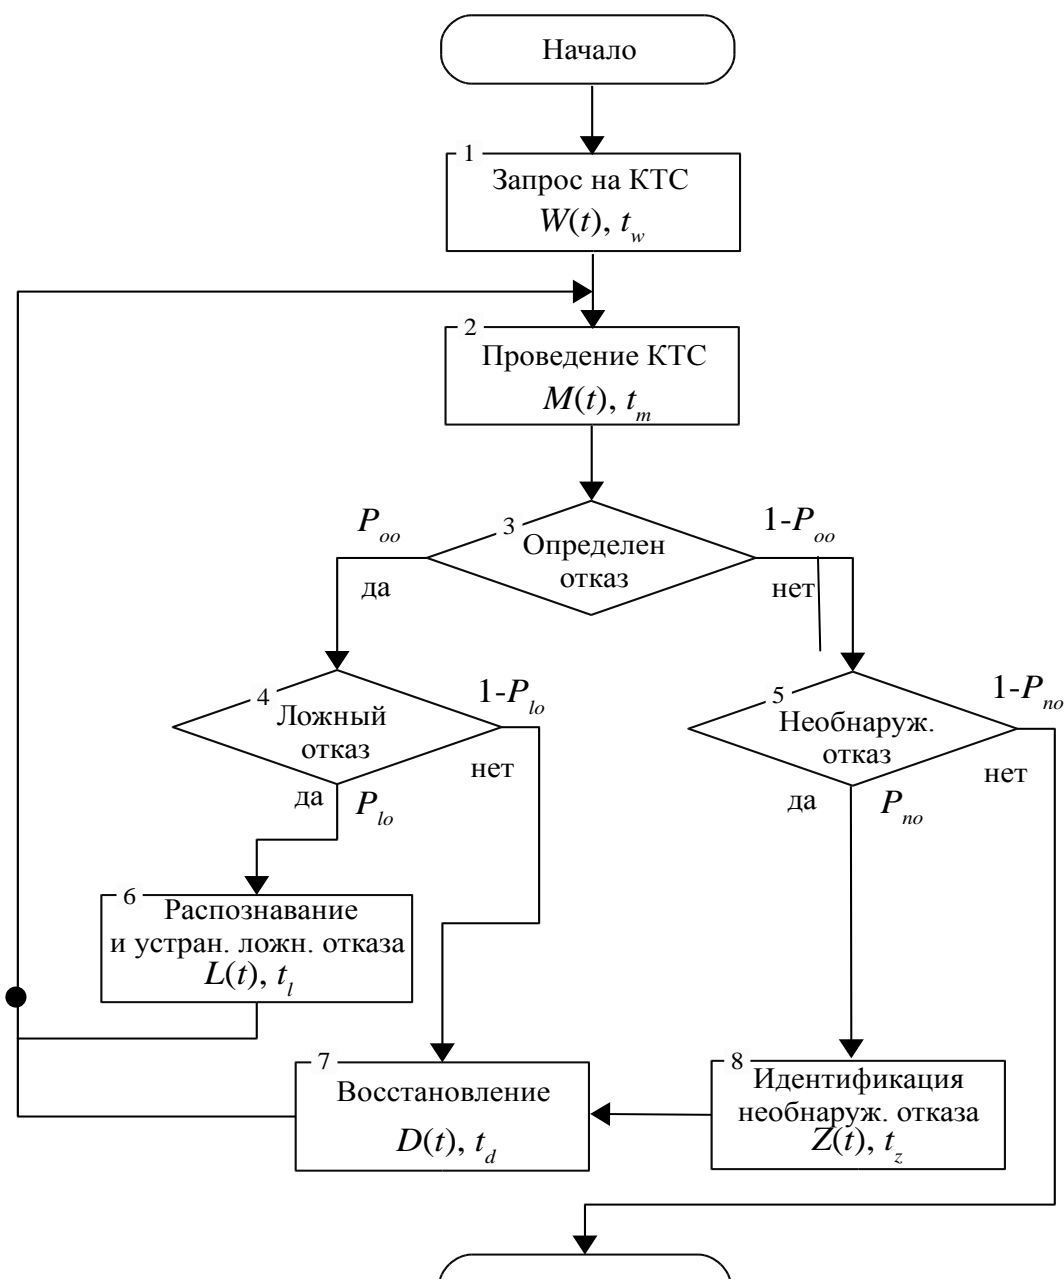 Начало
1
Запрос на КТС
W(t), t_w
2
Проведение КТС
M(t), t_m
P_oo
3
1-P_oo
Определен
отказ
да
нет
4
1-P_lo
5
1-P_no
Ложный
отказ
Необнаруж.
отказ
нет
нет
да
P_lo
да
P_no
6
Распознавание
и устран. ложн. отказа
L(t), t_l
7
Восстановление
D(t), t_d
8
Идентификация
необнаруж. отказа
Z(t), t_z